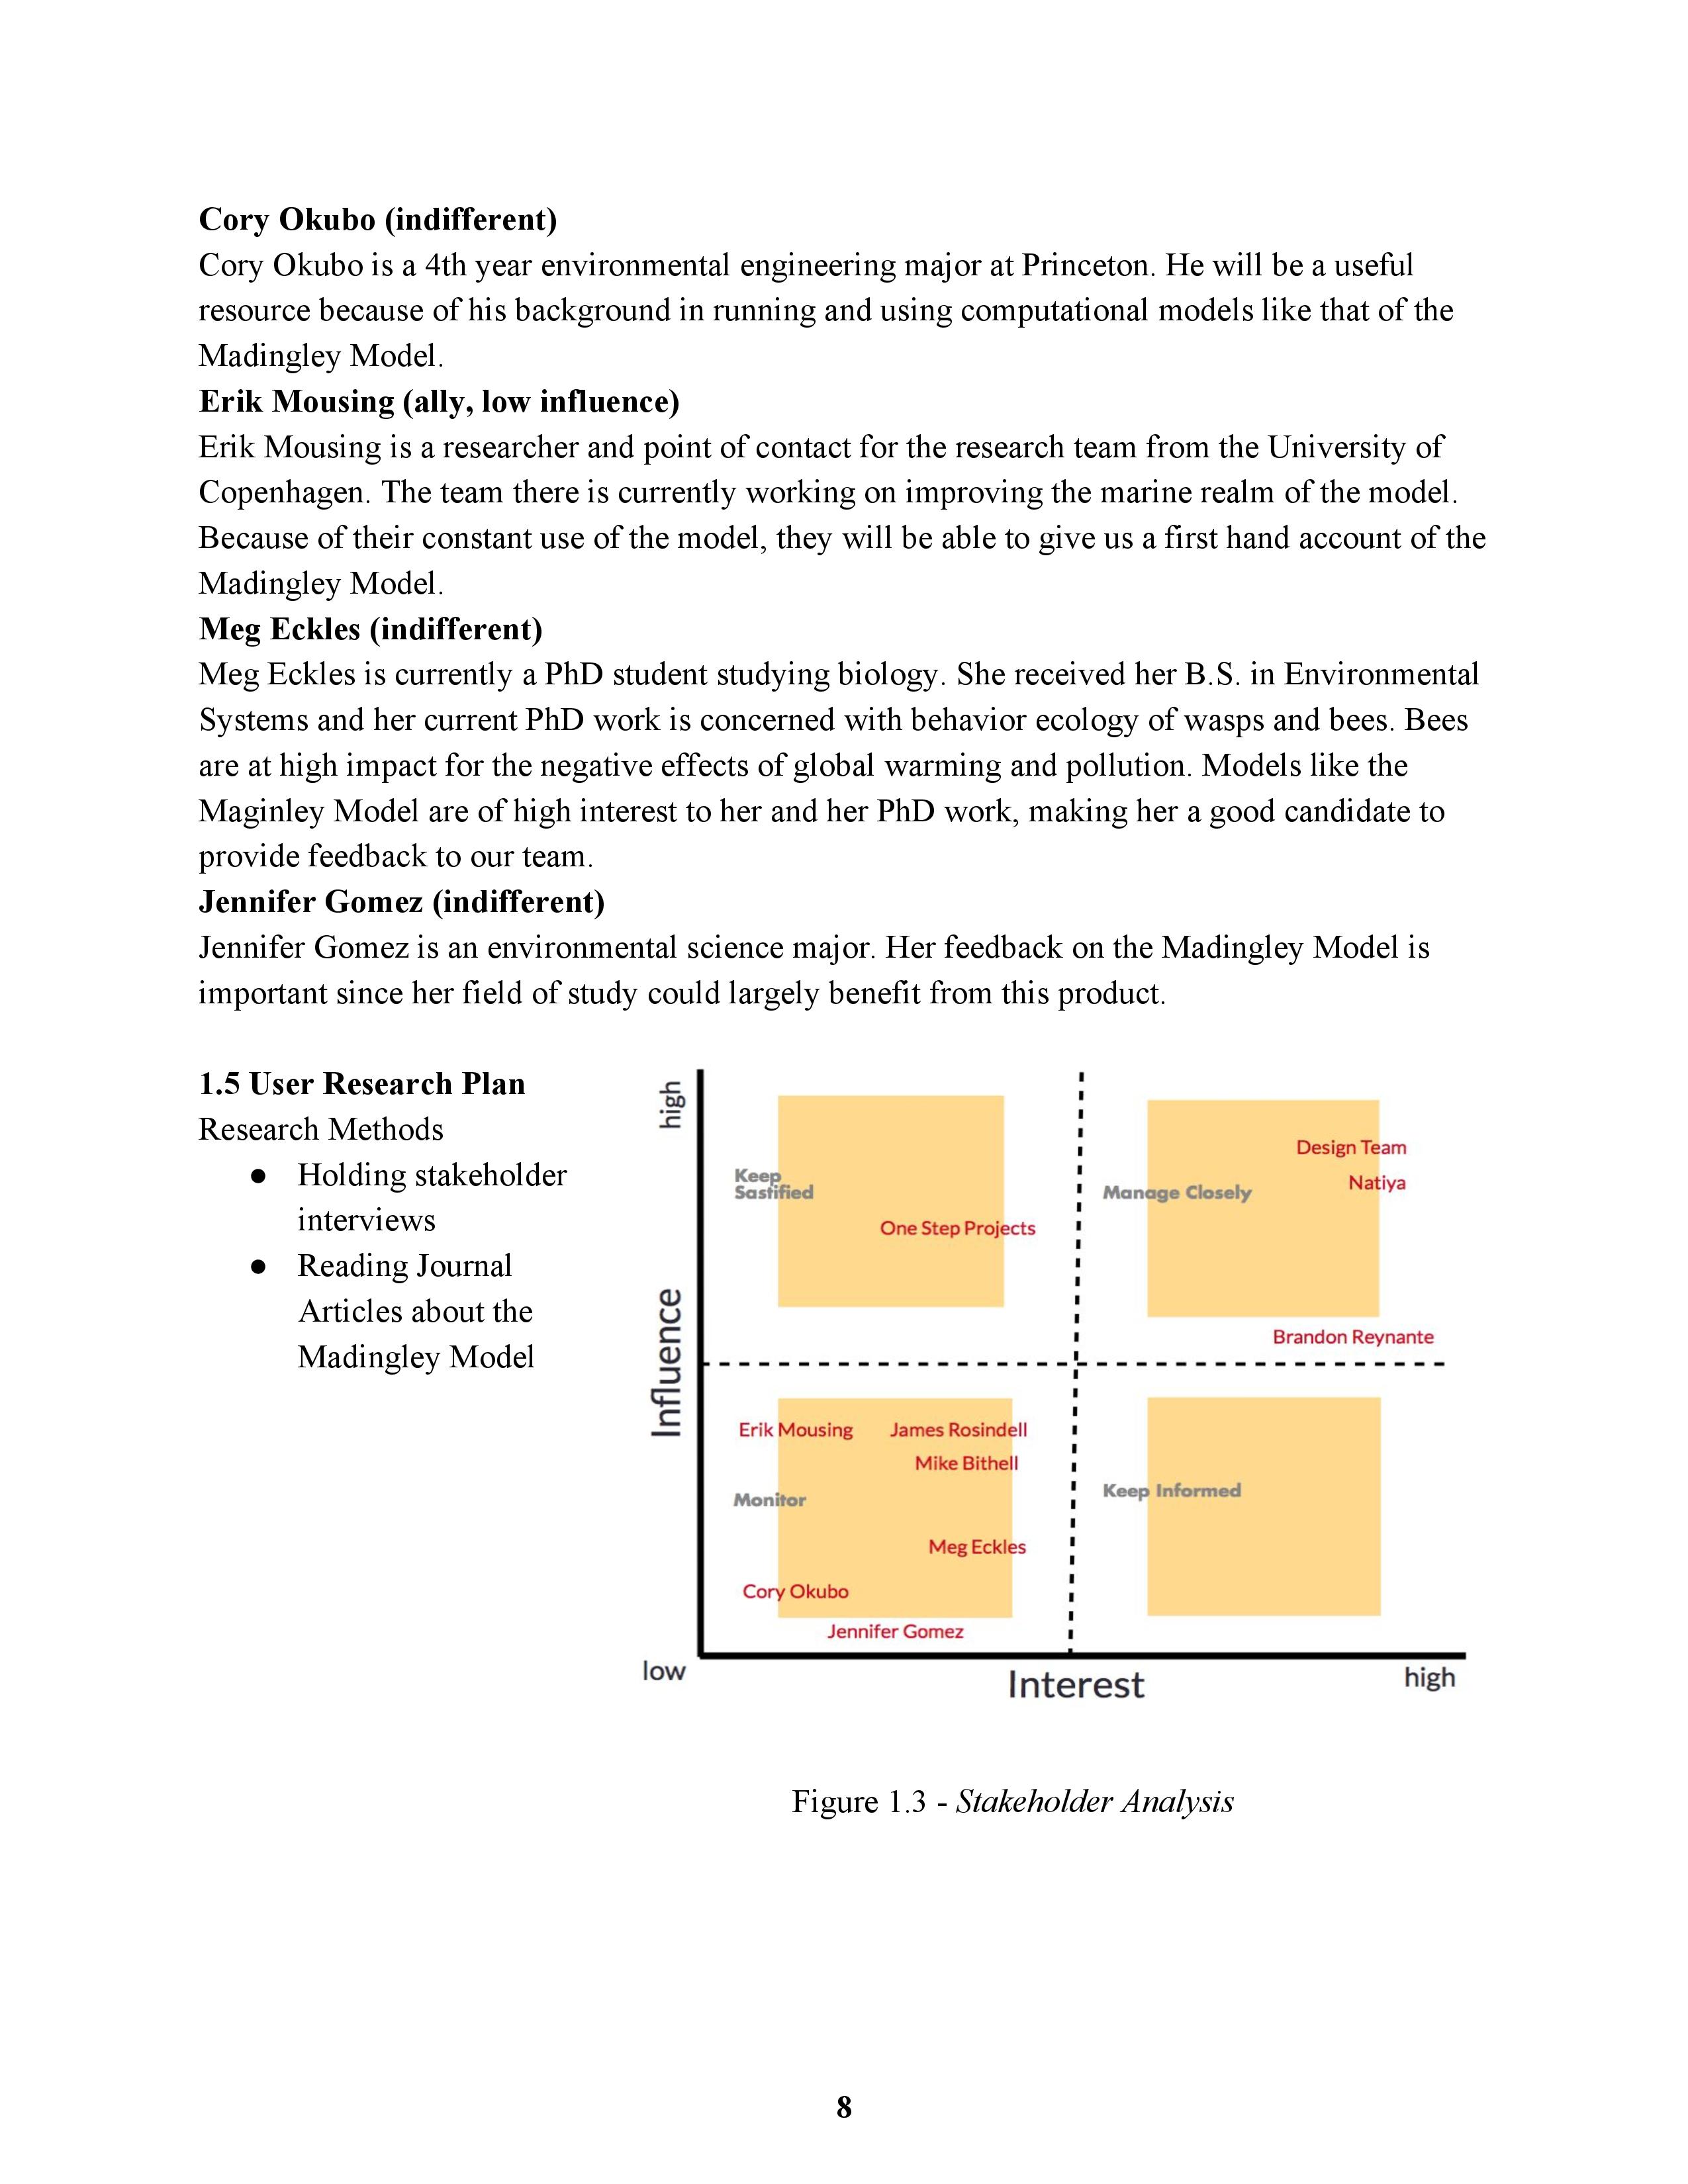 Cory Okubo (indifferent)
Cory Okubo is a 4th year environmental engineering major at Princeton. He will be a useful
resource because of his background in running and using computational models like that of the
Madingley Model.
Erik Mousing (ally, low influence)
Erik Mousing is a researcher and point of contact for the research team from the University of
Copenhagen. The team there is currently working on improving the marine realm of the model.
Because of their constant use of the model, they will be able to give us a first hand account of the
Madingley Model.
Meg Eckles (indifferent)
Meg Eckles is currently a PhD student studying biology. She received her B.S. in Environmental
Systems and her current PhD work is concerned with behavior ecology of wasps and bees. Bees
are at high impact for the negative effects of global warming and pollution. Models like the
Maginley Model are of high interest to her and her PhD work, making her a good candidate to
provide feedback to our team.
Jennifer Gomez (indifferent)
Jennifer Gomez is an environmental science major. Her feedback on the Madingley Model is
important since her field of study could largely benefit from this product.
1.5 User Research Plan
Research Methods
● Holding stakeholder
interviews
● Reading Journal
Articles about the
Madingley Model
high
Influence
Keep
Sastified
One Step Projects
Design Team
Natiya
Manage Closely
Brandon Reynante
Erik Mousing
James Rosindell
Mike Bithell
Monitor
Meg Eckles
Cory Okubo
Jennifer Gomez
Keep Informed
low
Interest
high
Figure 1.3 - Stakeholder Analysis
8